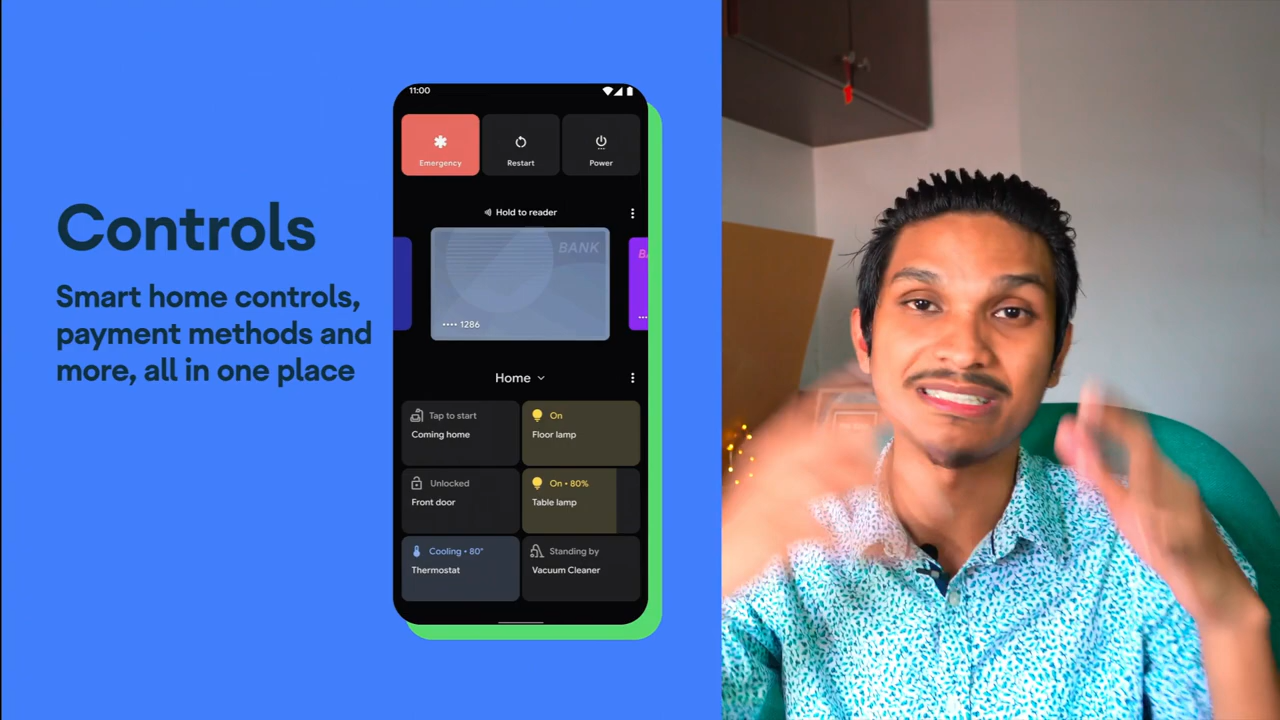 Controls
Smart home controls,
payment methods and
more, all in one place
11:00
Emergency
Restart
Power
Hold to reader
BANK
•••• 1286
Home
Tap to start
Coming home
On
Floor lamp
Unlocked
Front door
On • 80%
Table lamp
Cooling • 80°
Thermostat
Standing by
Vacuum Cleaner